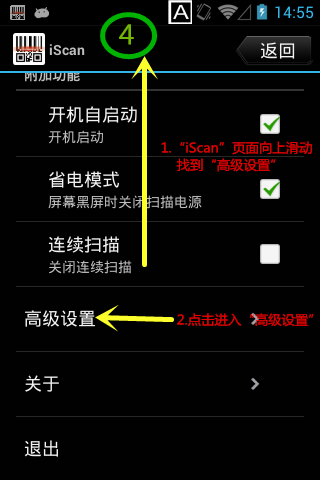 A 14:55
iScan 4 返回
附加功能
开机自启动
开机启动
1.“iScan”页面向上滑动
找到“高级设置”
省电模式
屏幕黑屏时关闭扫描电源
连续扫描
关闭连续扫描
高级设置 2.点击进入 “高级设置”
关于
退出